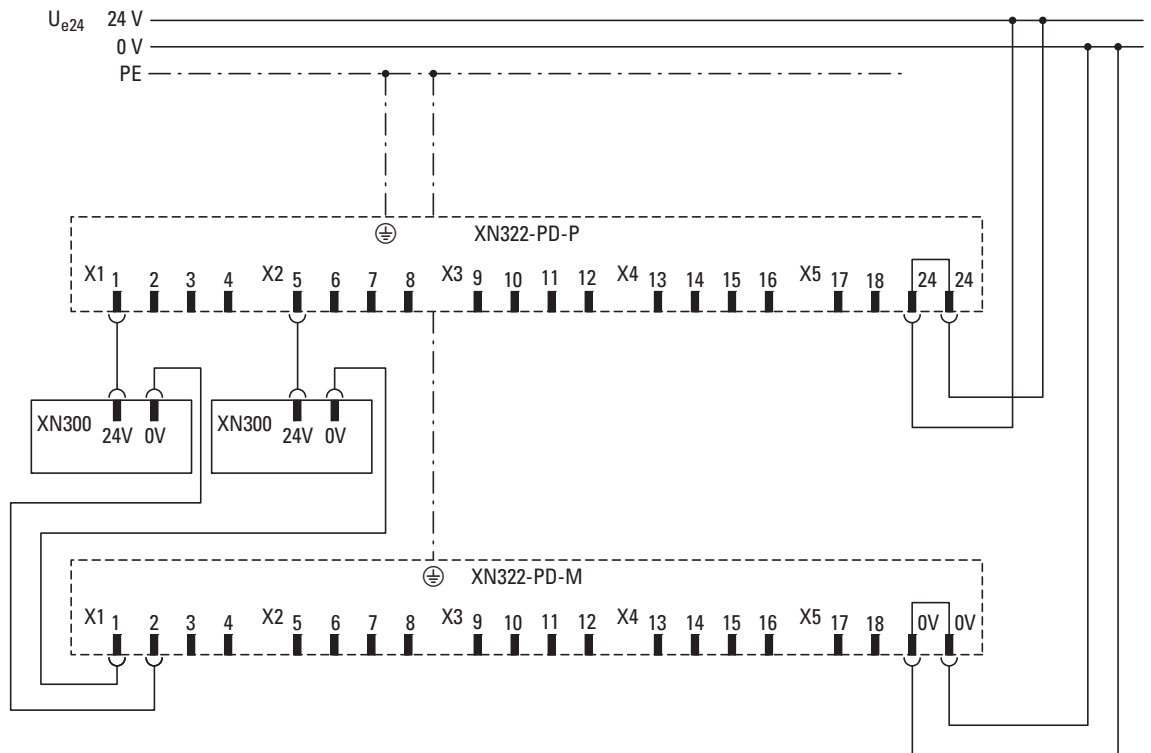 Ue24 24 V
0 V
PE
XN322-PD-P
X1 1 2 3 4 X2 5 6 7 8 X3 9 10 11 12 X4 13 14 15 16 X5 17 18 24 24
XN300 24V 0V XN300 24V 0V
XN322-PD-M
X1 1 2 3 4 X2 5 6 7 8 X3 9 10 11 12 X4 13 14 15 16 X5 17 18 0V 0V